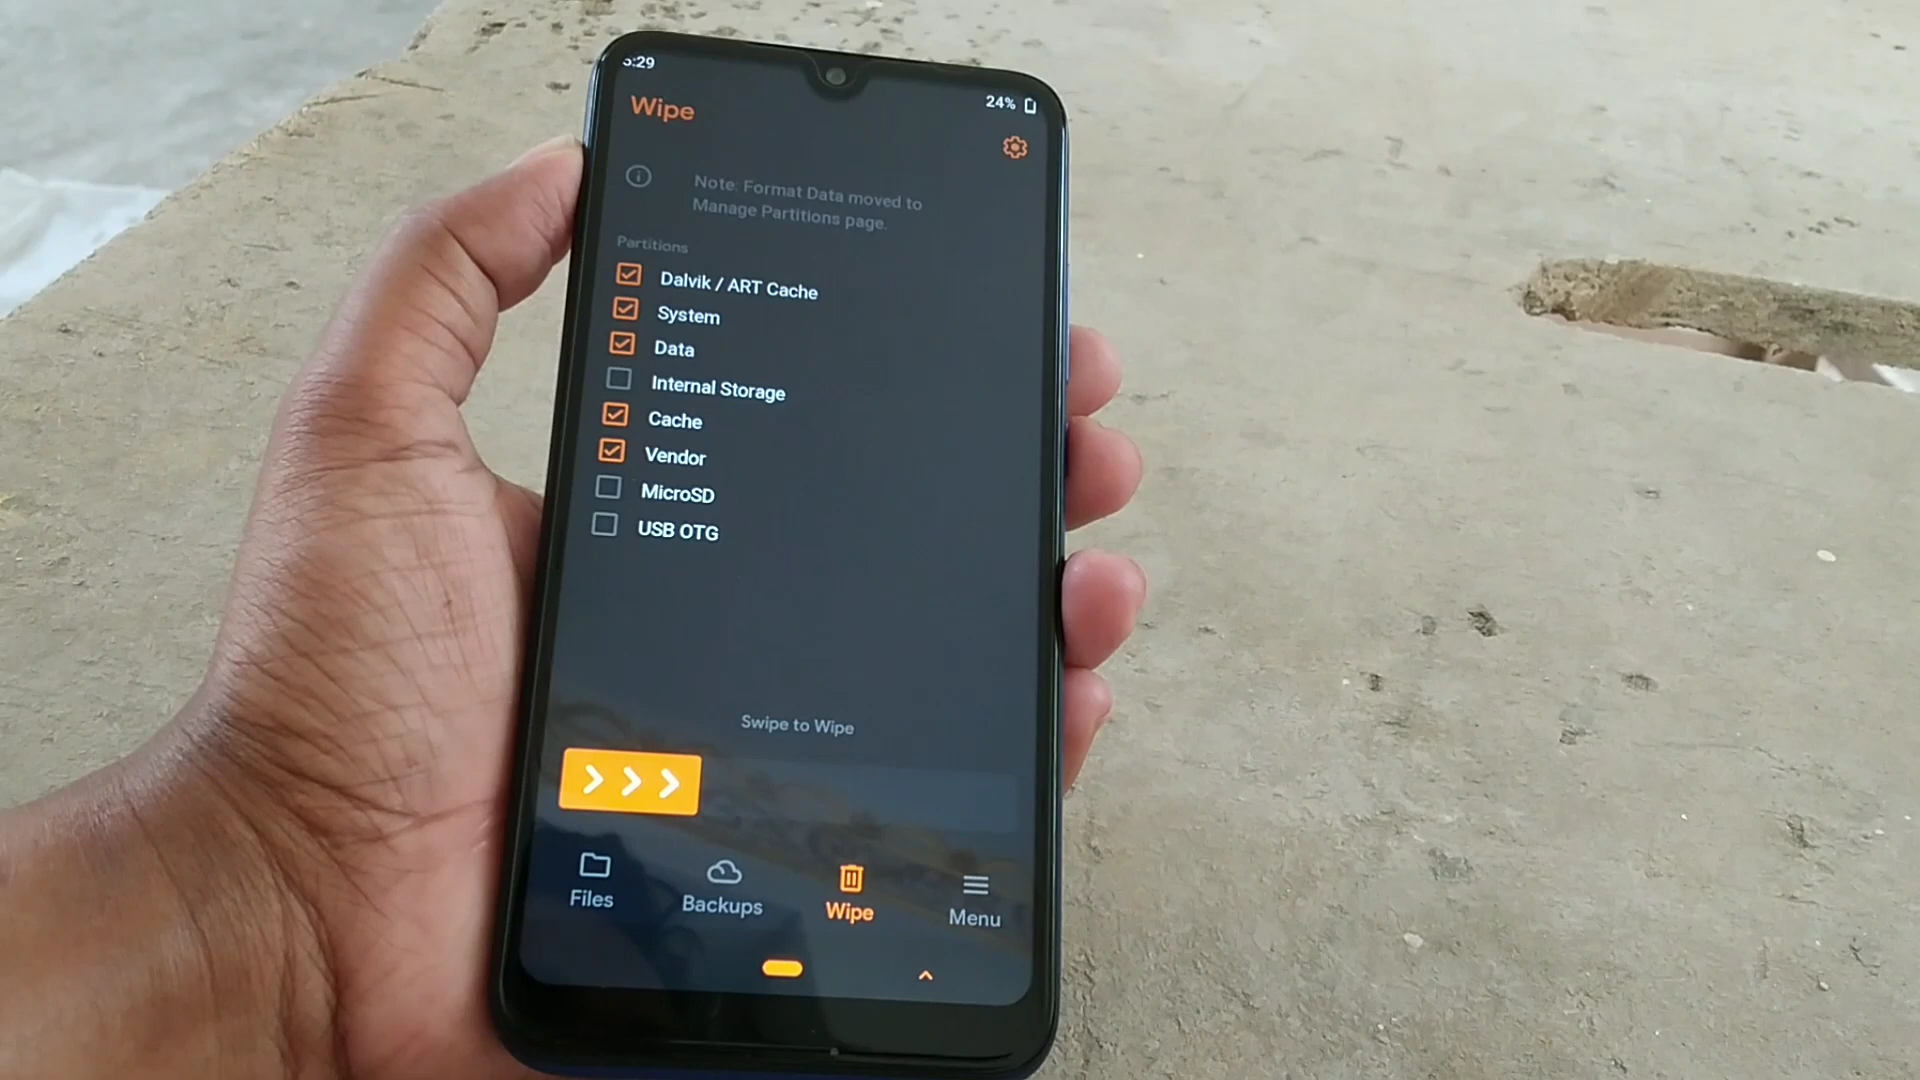 :29
24%
Wipe
Note: Format Data moved to
Manage Partitions page.
Partitions
Dalvik / ART Cache
System
Data
Internal Storage
Cache
Vendor
MicroSD
USB OTG
Swipe to Wipe
Files
Backups
Wipe
Menu